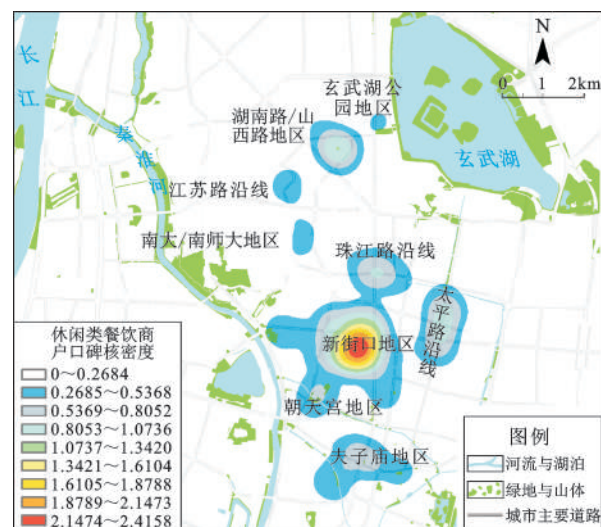 长江
秦淮河
玄武湖公
园地区
湖南路/山
西路地区
N
0 1 2km
玄武湖
江苏路沿线
南大/南师大地区
珠江路沿线
太平路沿线
新街口地区
朝天宫地区
夫子庙地区
休闲类餐饮商
户口碑核密度
0～0.2684
0.2685～0.5368
0.5369～0.8052
0.8053～1.0736
1.0737～1.3420
1.3421～1.6104
1.6105～1.8788
1.8789～2.1473
2.1474～2.4158
图例
河流与湖泊
绿地与山体
城市主要道路